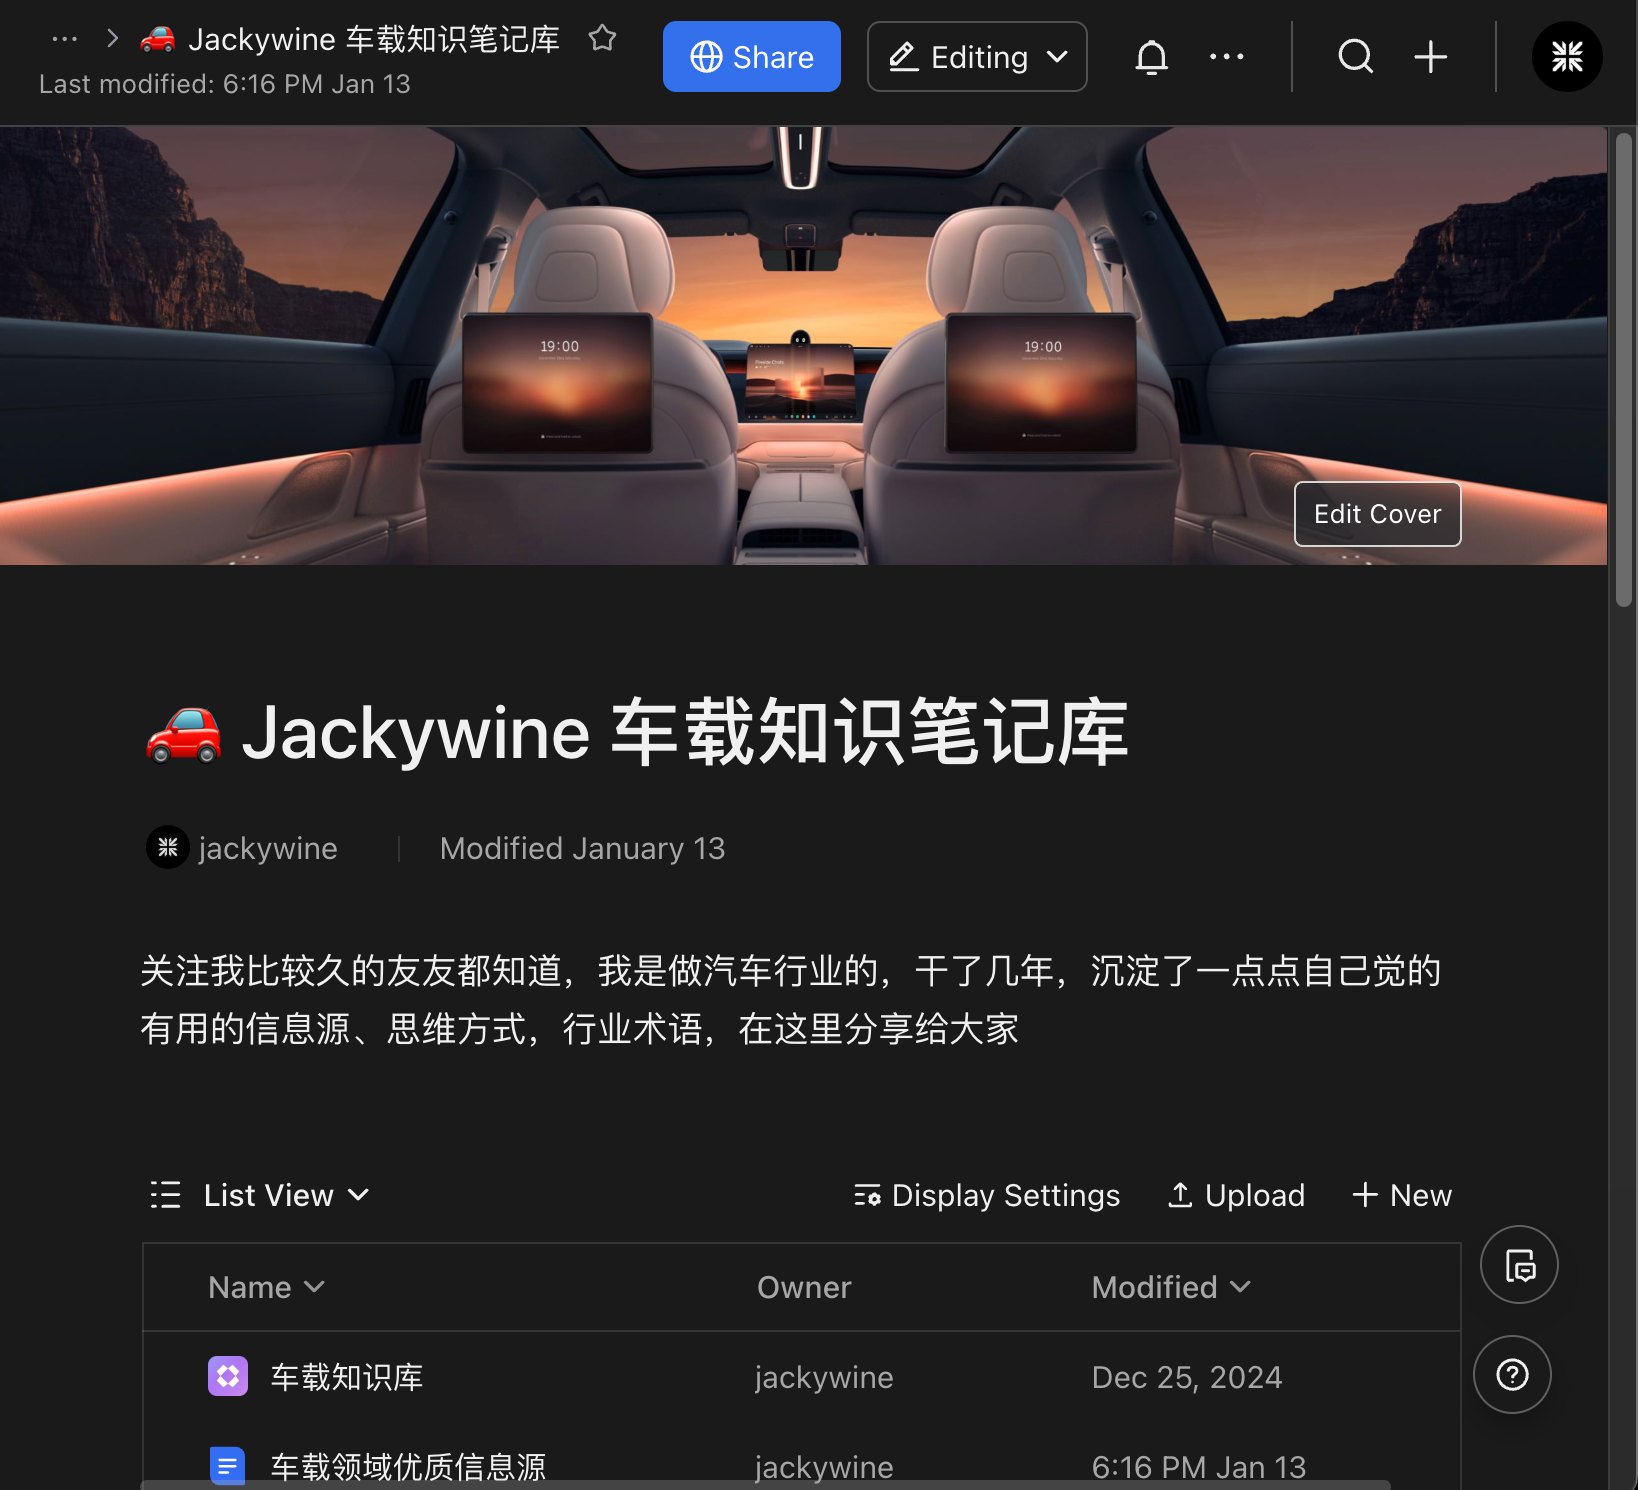 ... > 🚗 Jackywine 车载知识笔记库
Last modified: 6:16 PM Jan 13
Share
Editing
19:00
19:00
Edit Cover
🚗 Jackywine 车载知识笔记库
jackywine | Modified January 13
关注我比较久的友友都知道，我是做汽车行业的，干了几年，沉淀了一点点自己觉的
有用的信息源、思维方式，行业术语，在这里分享给大家
List View
Display Settings
Upload
+ New
Name
Owner
Modified
车载知识库
jackywine
Dec 25, 2024
车载领域优质信息源
jackywine
6:16 PM Jan 13